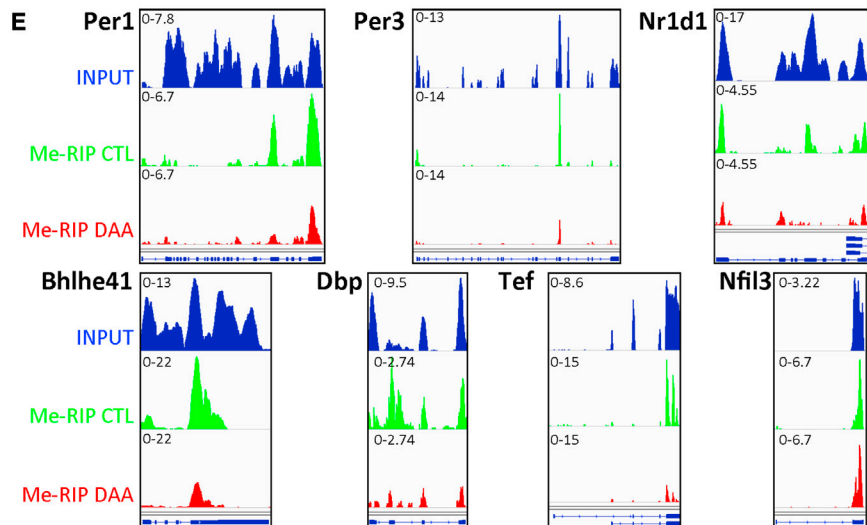 E
Per1
Per3
Nr1d1
INPUT
0-7.8
0-13
0-17
Me-RIP CTL
0-6.7
0-14
0-4.55
Me-RIP DAA
0-6.7
0-14
0-4.55
Bhlhe41
Dbp
Tef
Nfil3
INPUT
0-13
0-9.5
0-8.6
0-3.22
Me-RIP CTL
0-22
0-2.74
0-15
0-6.7
Me-RIP DAA
0-22
0-2.74
0-15
0-6.7